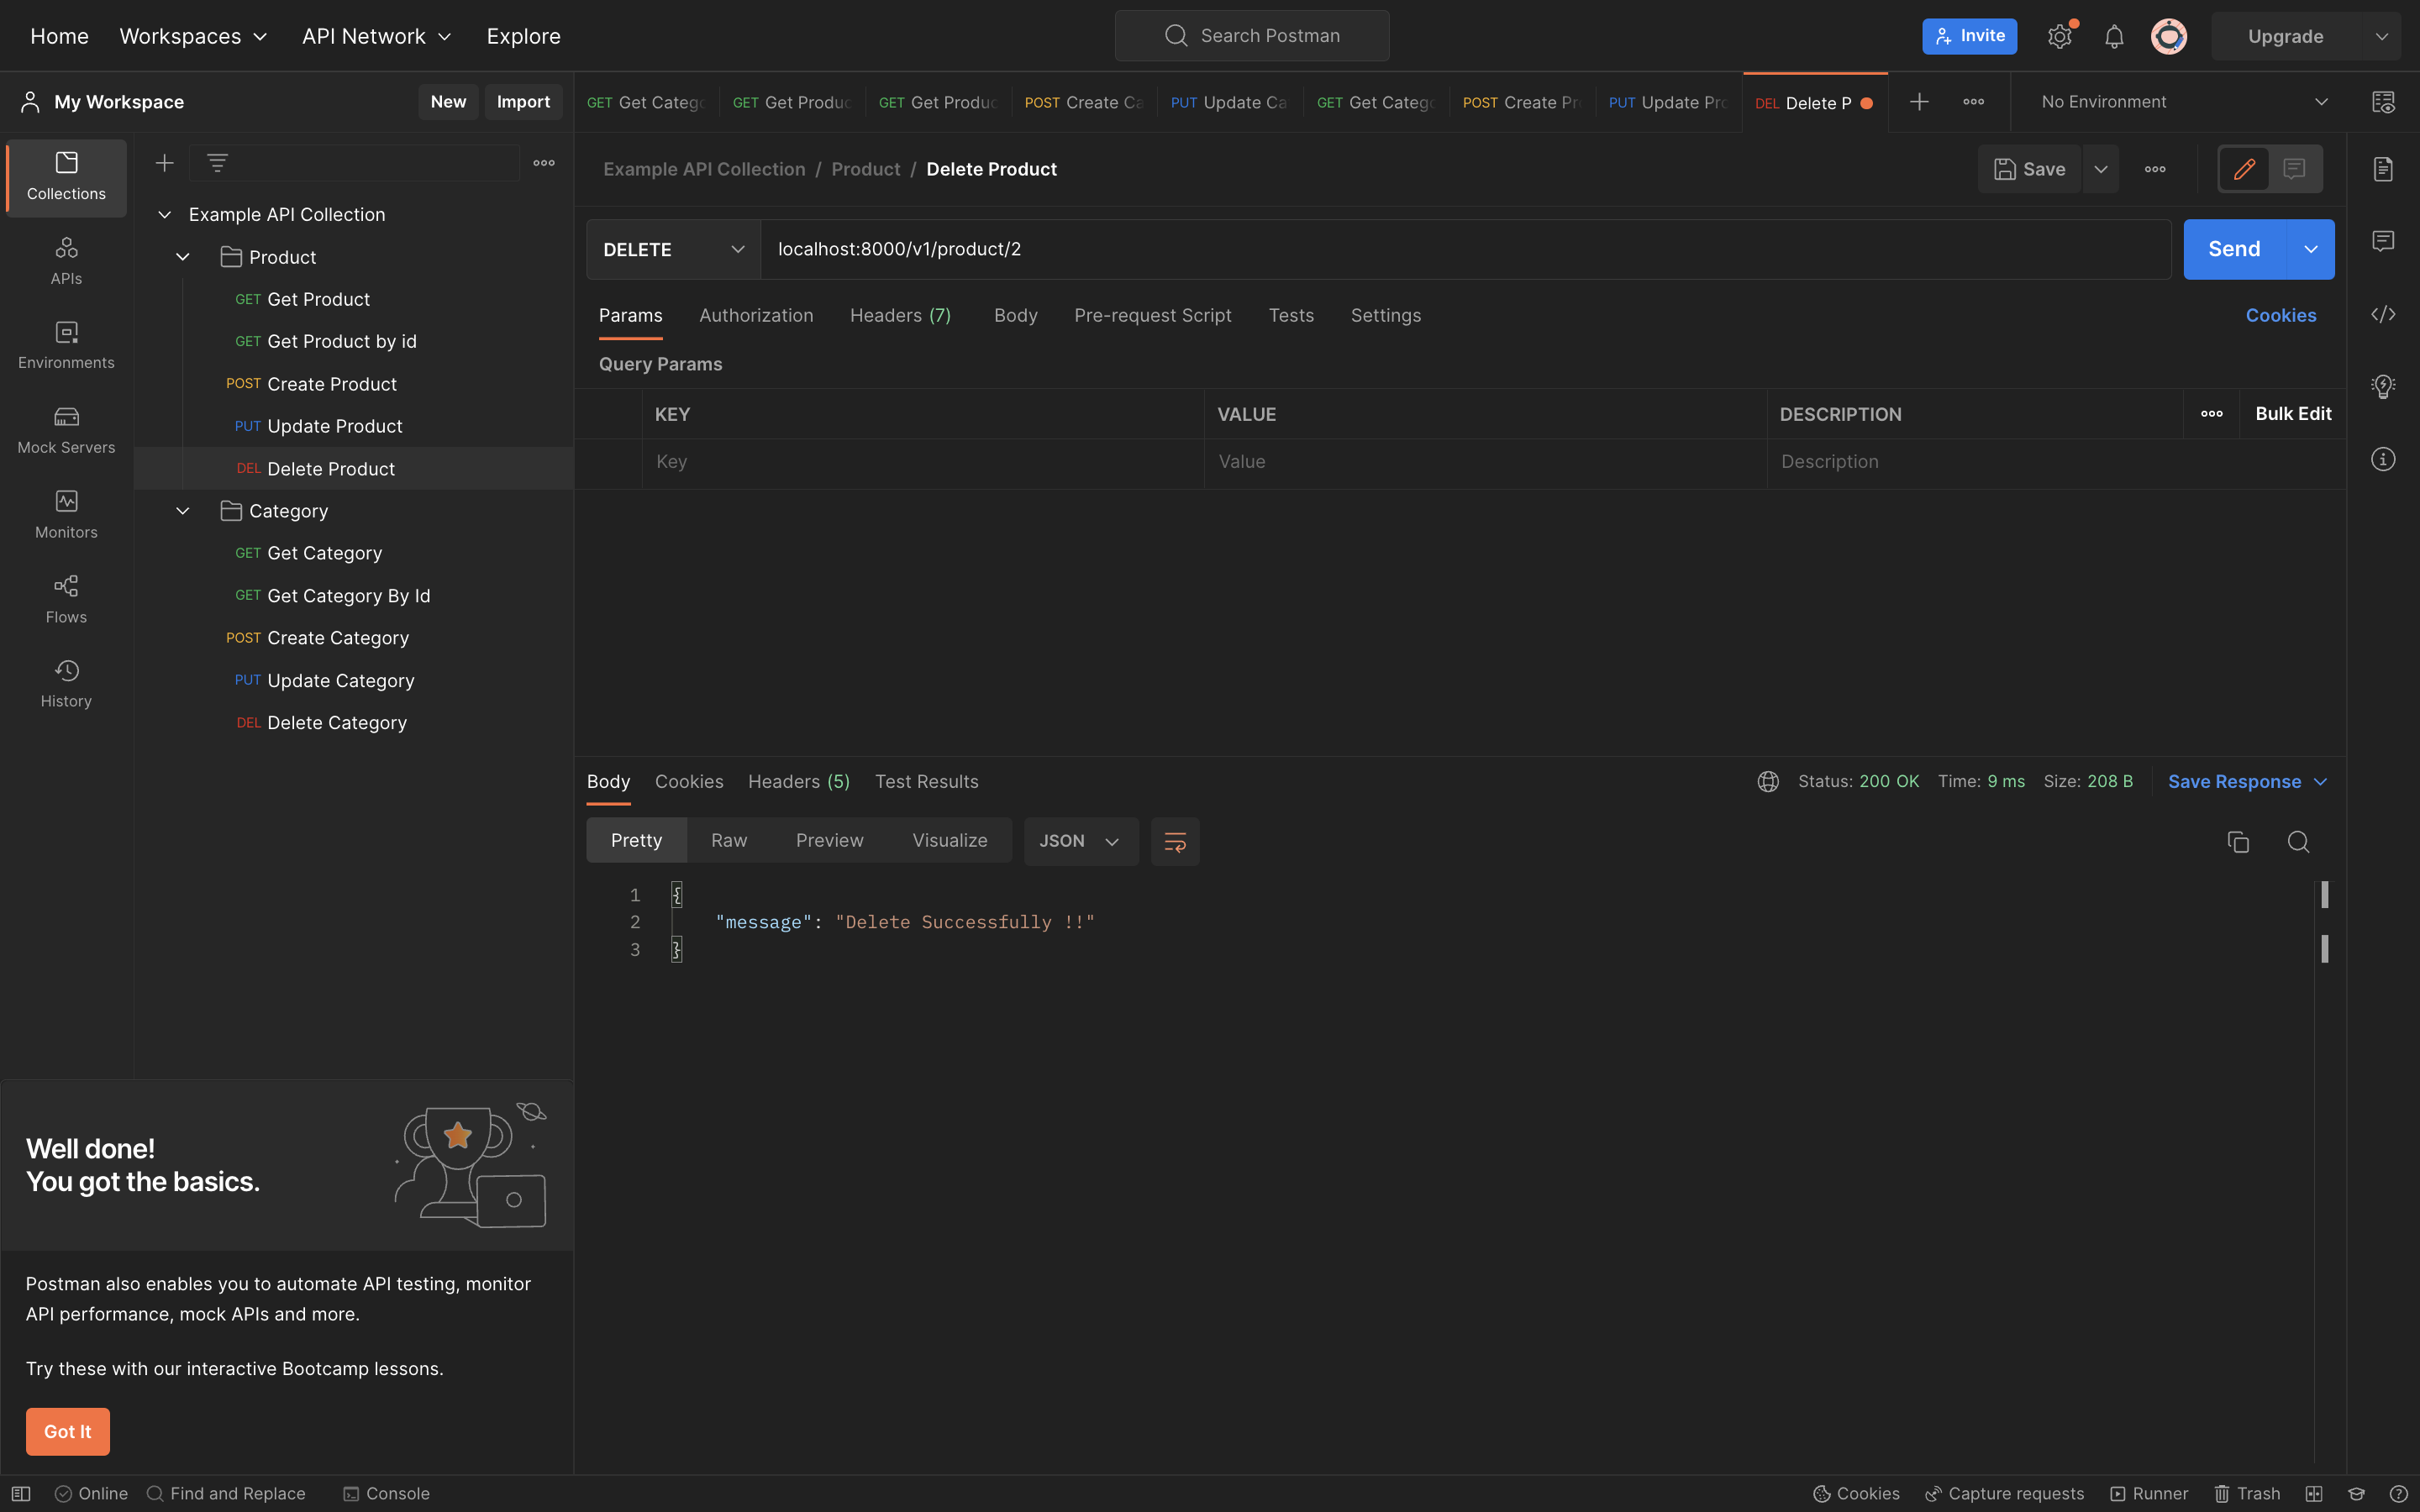 Home Workspaces API Network Explore Search Postman Invite Upgrade
My Workspace New Import
GET Get Catego GET Get Produc GET Get Produc POST Create Ca PUT Update Ca GET Get Catego POST Create Pr PUT Update Pro DEL Delete P No Environment
Collections
APIs
Environments
Mock Servers
Monitors
Flows
History
Example API Collection
Product
GET Get Product
GET Get Product by id
POST Create Product
PUT Update Product
DEL Delete Product
Category
GET Get Category
GET Get Category By Id
POST Create Category
PUT Update Category
DEL Delete Category
Well done!
You got the basics.
Postman also enables you to automate API testing, monitor
API performance, mock APIs and more.
Try these with our interactive Bootcamp lessons.
Got It
Example API Collection / Product / Delete Product Save
DELETE localhost:8000/v1/product/2 Send
Params Authorization Headers (7) Body Pre-request Script Tests Settings Cookies
Query Params
KEY VALUE DESCRIPTION Bulk Edit
Key Value Description
Body Cookies Headers (5) Test Results Status: 200 OK Time: 9 ms Size: 208 B Save Response
Pretty Raw Preview Visualize JSON
1 {
2 "message": "Delete Successfully !!"
3 }
Online Find and Replace Console Cookies Capture requests Runner Trash